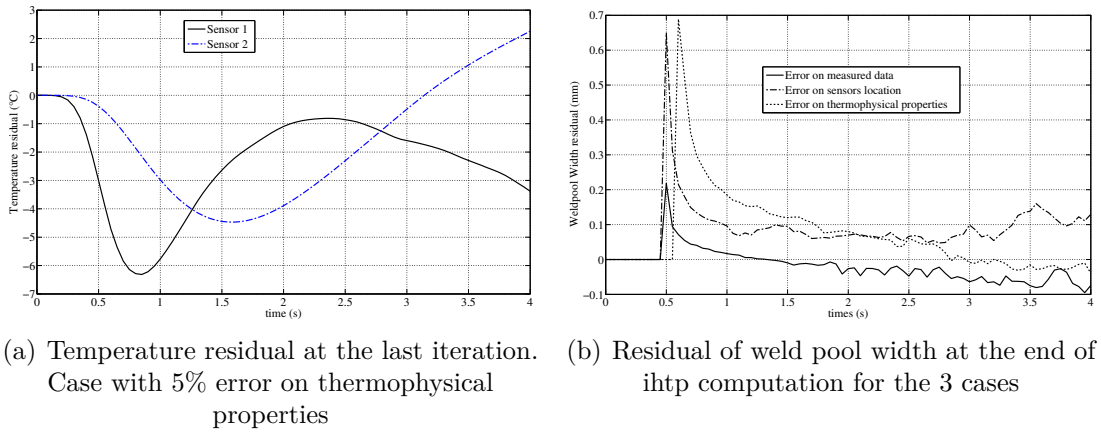 3
2
1
0
−1
−2
−3
−4
−5
−6
−7
Temperature residual (°C)
Sensor 1
Sensor 2
0
0.5
1
1.5
2
2.5
3
3.5
4
time (s)
(a) Temperature residual at the last iteration.
Case with 5% error on thermophysical
properties
0.7
0.6
0.5
0.4
0.3
0.2
0.1
0
−0.1
Weldpool Width residual (mm)
Error on measured data
Error on sensors location
Error on thermophysical properties
0
0.5
1
1.5
2
2.5
3
3.5
4
times (s)
(b) Residual of weld pool width at the end of
ihtp computation for the 3 cases